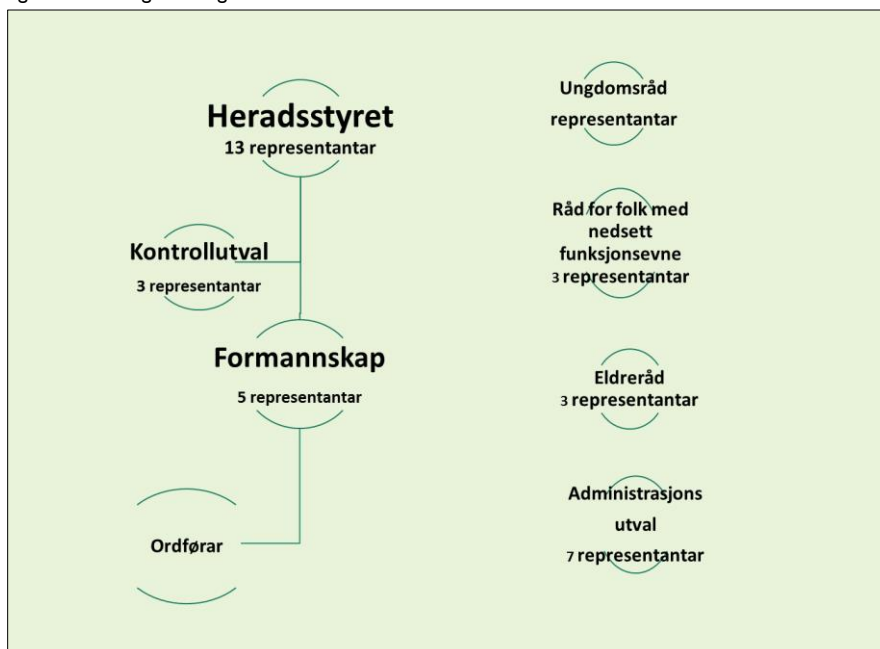 Heradsstyret
13 representantar
Kontrollutval
3 representantar
Formannskap
5 representantar
Ordførar
Ungdomsråd
representantar
Råd for folk med
nedsett
funksjonsevne
3 representantar
Eldreråd
3 representantar
Administrasjons
utval
7 representantar